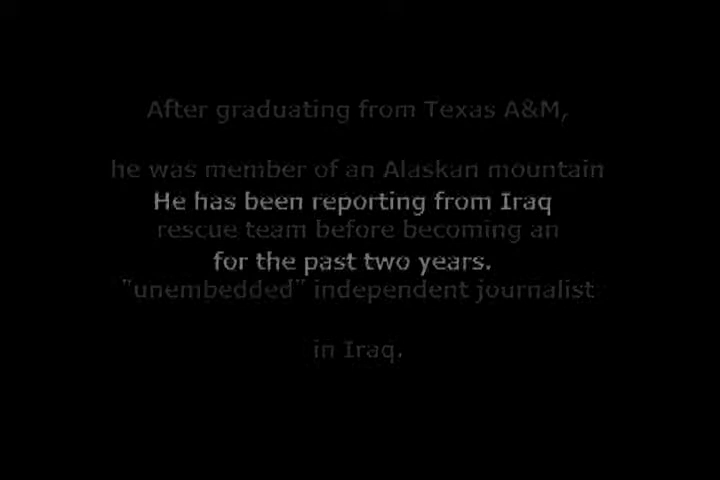 After graduating from Texas A&M,
he was member of an Alaskan mountain
He has been reporting from Iraq
rescue team before becoming an
for the past two years.
"unembedded" independent journalist
in Iraq.